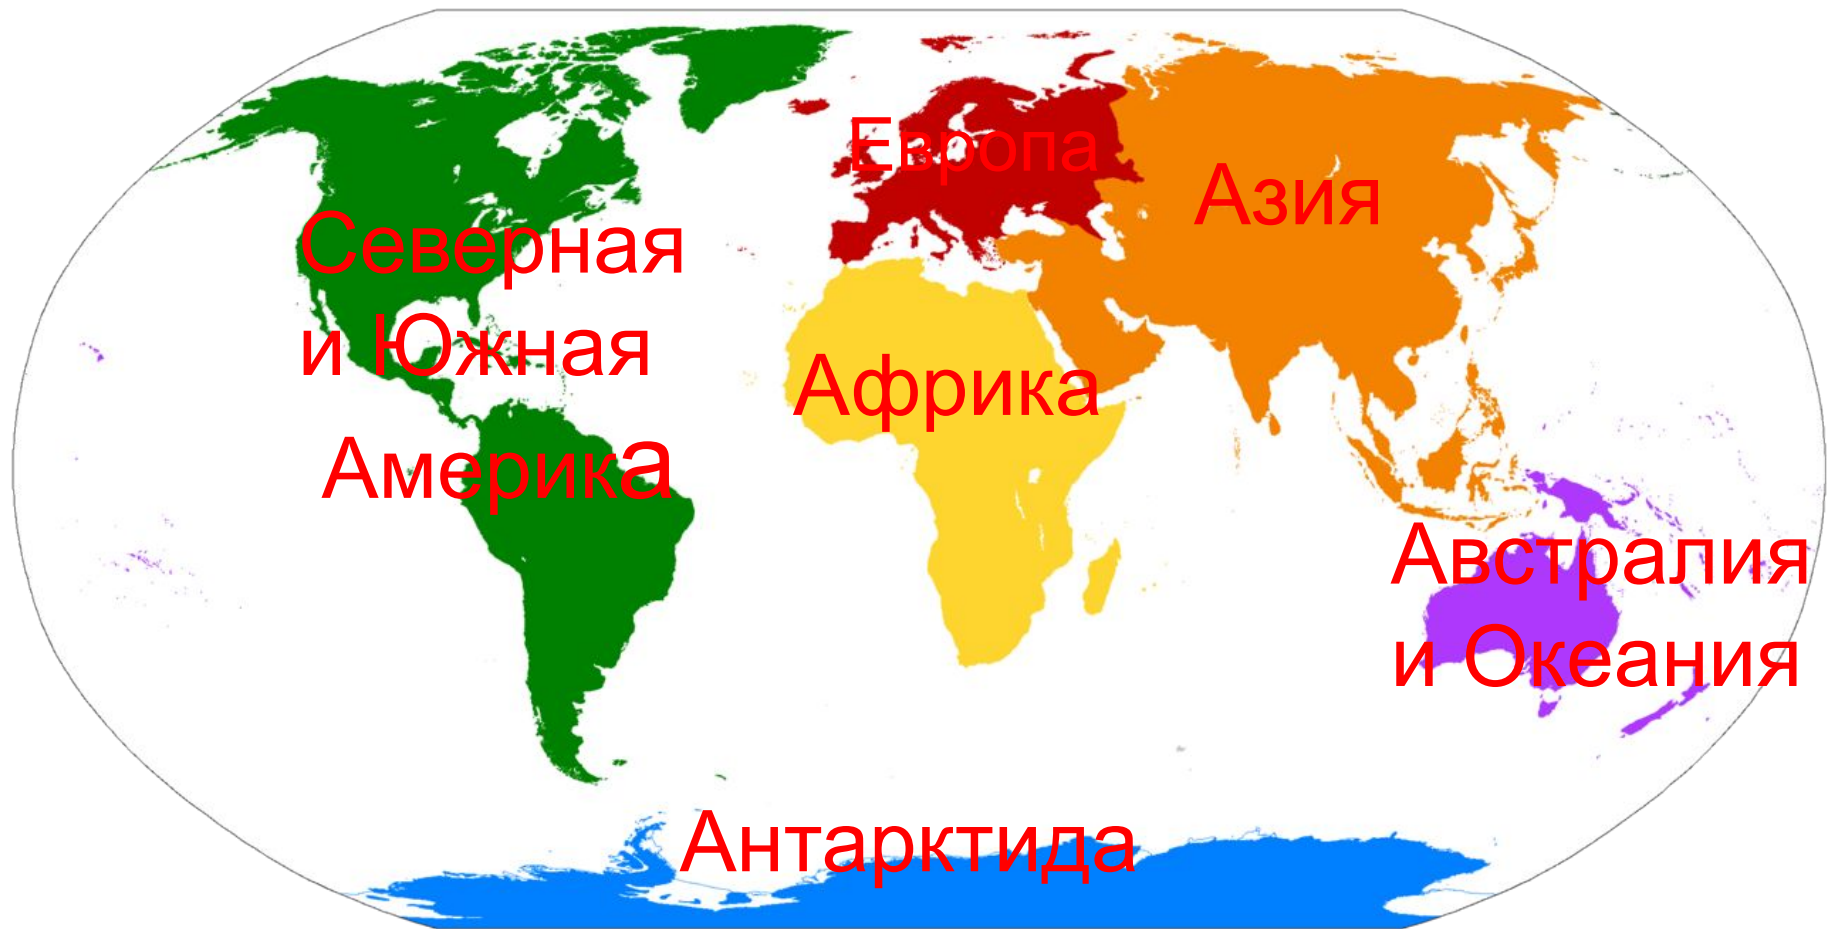 Европа
Азия
Северная
и Южная
Америка
Африка
Австралия
и Океания
Антарктида